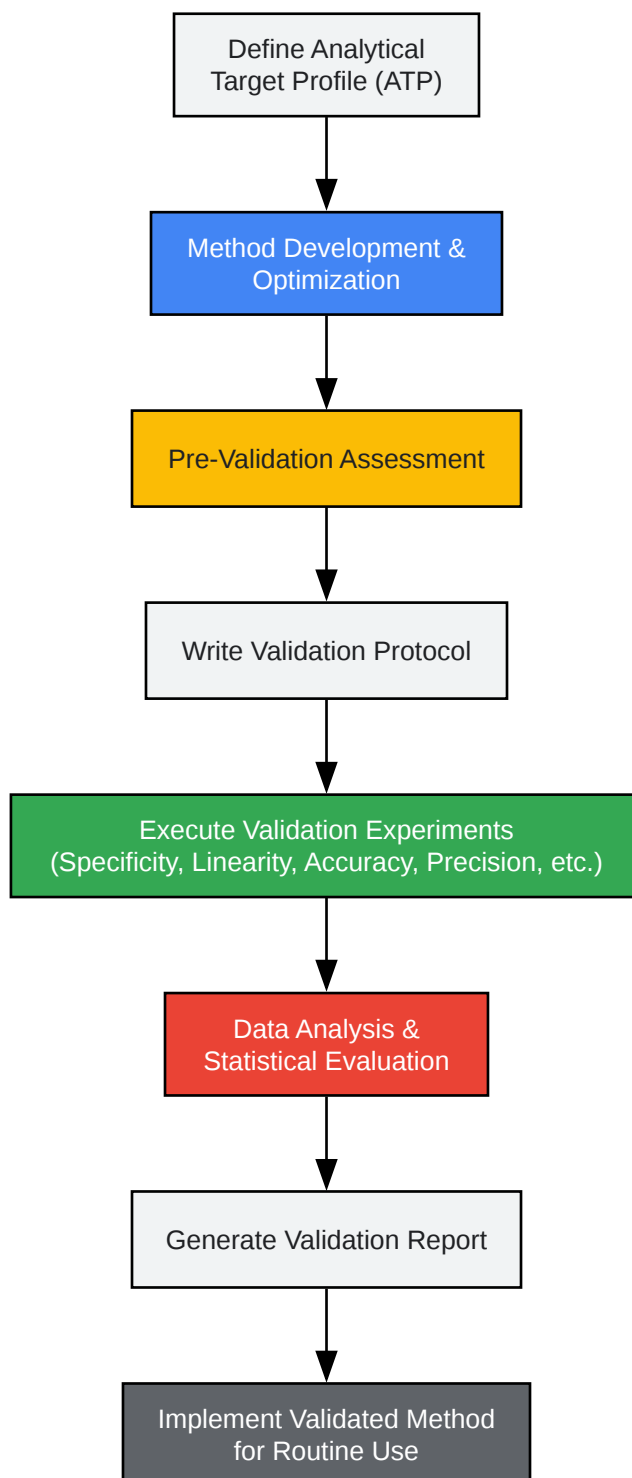 Define Analytical
Target Profile (ATP)
Method Development &
Optimization
Pre-Validation Assessment
Write Validation Protocol
Execute Validation Experiments
(Specificity, Linearity, Accuracy, Precision, etc.)
Data Analysis &
Statistical Evaluation
Generate Validation Report
Implement Validated Method
for Routine Use